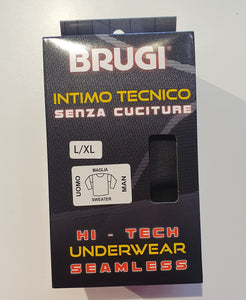 BRUGI®
INTIMO TECNICO
SENZA CUCITURE
L/XL
UOMO
MAGLIA
SWEATER
MAN
HI - TECH
UNDERWEAR
SEAMLESS